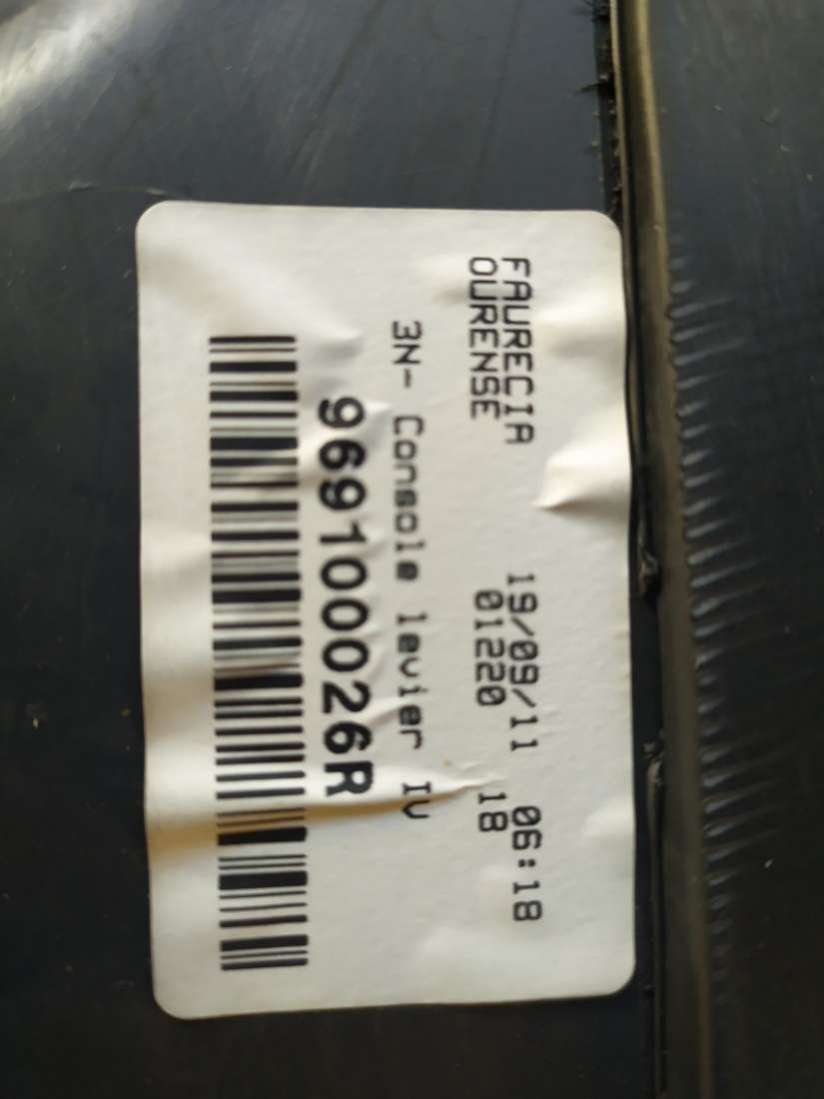 FAURECIA 19/09/11 06:18
OURENSE 01220 18
3N- Console levier IV
969100026R